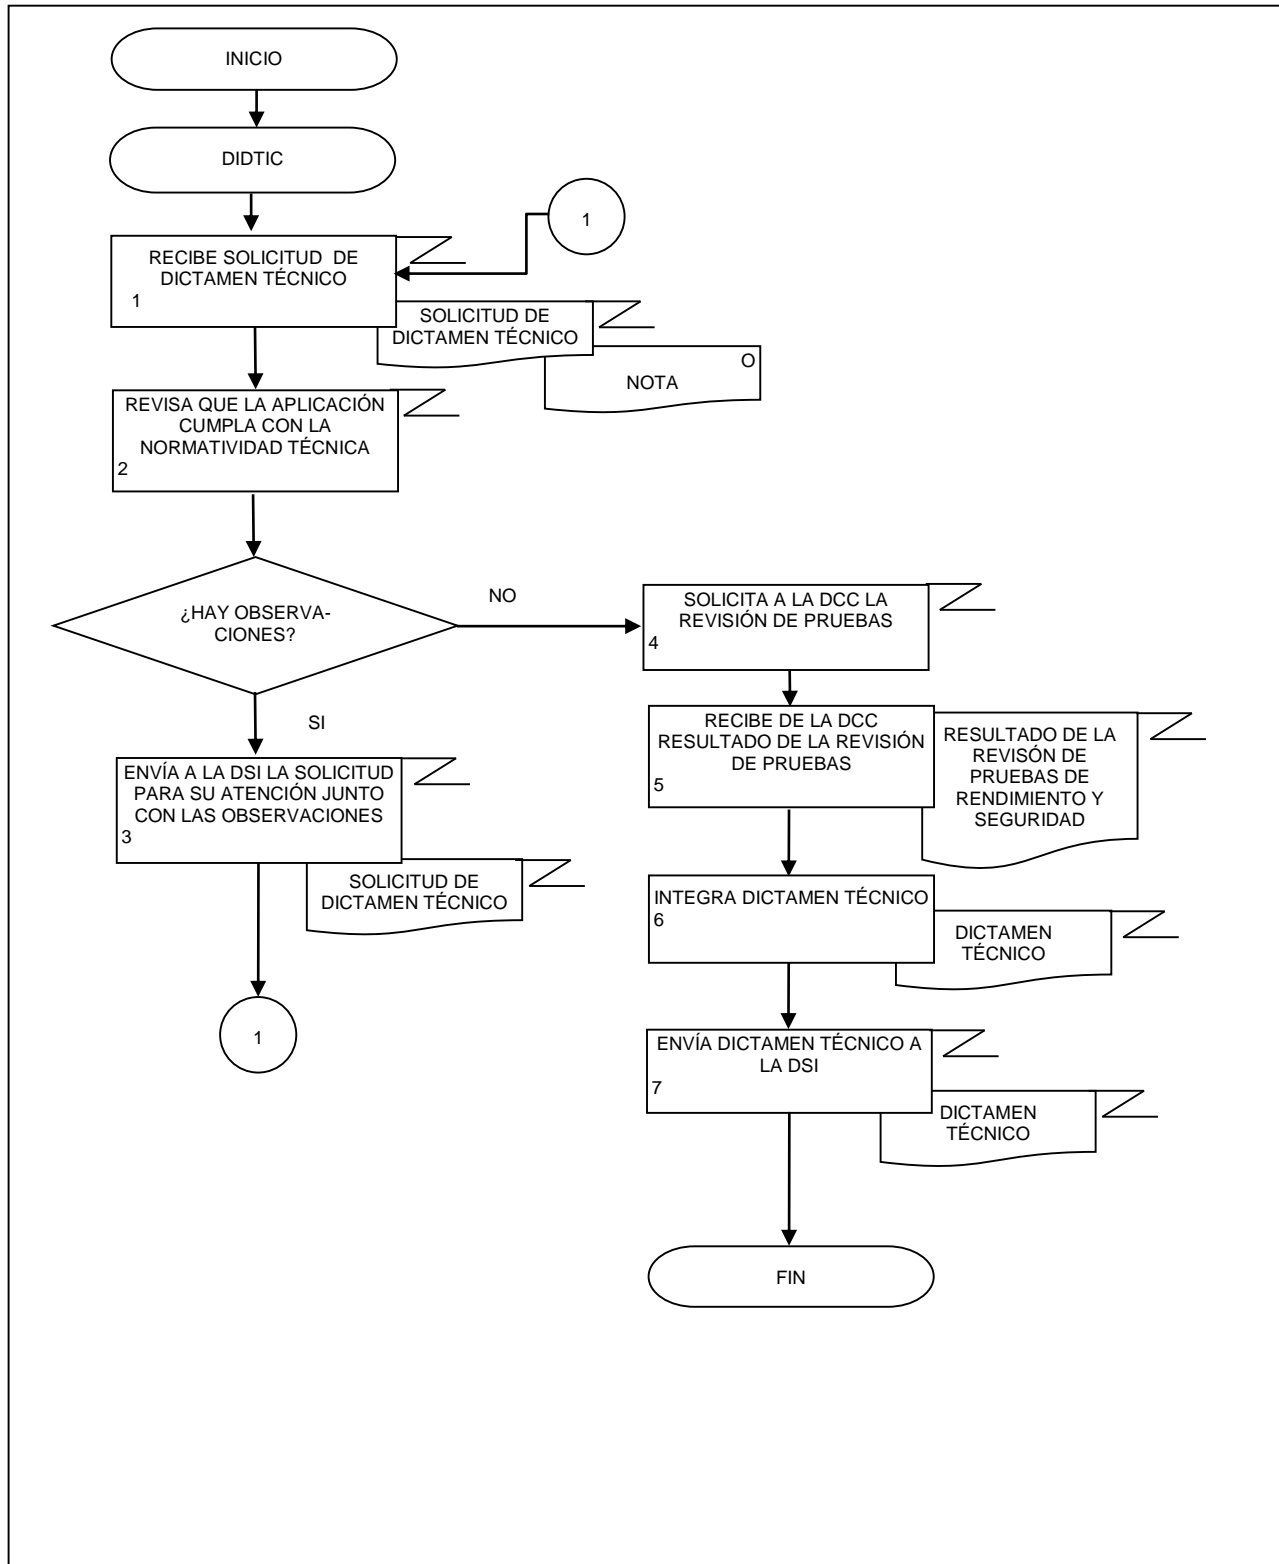 INICIO
DIDTIC
1
RECIBE SOLICITUD DE
DICTAMEN TÉCNICO
1
SOLICITUD DE
DICTAMEN TÉCNICO
O
NOTA
REVISA QUE LA APLICACIÓN
CUMPLA CON LA
NORMATIVIDAD TÉCNICA
2
¿HAY OBSERVA-
CIONES?
NO
SI
ENVÍA A LA DSI LA SOLICITUD
PARA SU ATENCIÓN JUNTO
CON LAS OBSERVACIONES
3
SOLICITUD DE
DICTAMEN TÉCNICO
1
SOLICITA A LA DCC LA
REVISIÓN DE PRUEBAS
4
RECIBE DE LA DCC
RESULTADO DE LA REVISIÓN
DE PRUEBAS
5
RESULTADO DE LA
REVISÓN DE
PRUEBAS DE
RENDIMIENTO Y
SEGURIDAD
INTEGRA DICTAMEN TÉCNICO
6
DICTAMEN
TÉCNICO
ENVÍA DICTAMEN TÉCNICO A
LA DSI
7
DICTAMEN
TÉCNICO
FIN